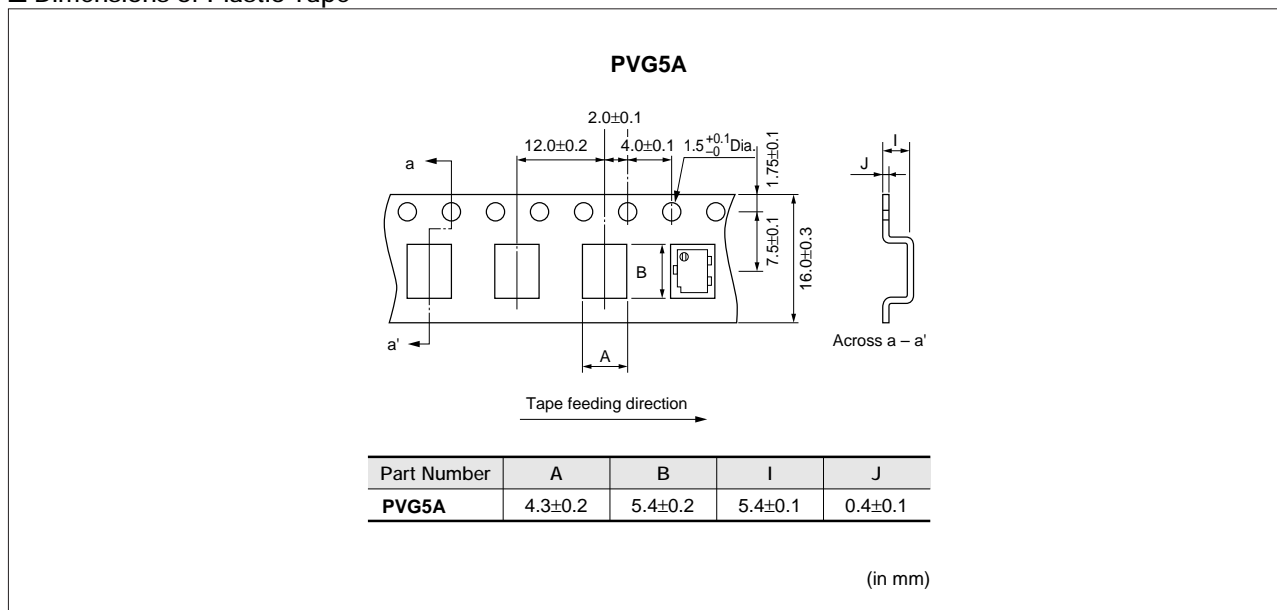 PVG5A
2.0±0.1
12.0±0.2
4.0±0.1
1.5 +0.1 −0 Dia.
1.75±0.1
7.5±0.1
16.0±0.3
a
B
a'
A
Tape feeding direction
I
J
Across a – a'
Part Number A B I J
PVG5A 4.3±0.2 5.4±0.2 5.4±0.1 0.4±0.1
(in mm)